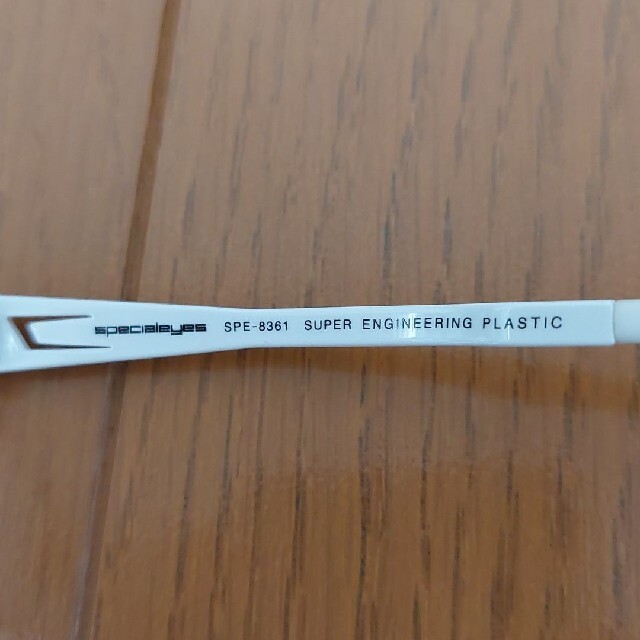 specialeyes SPE-8361 SUPER ENGINEERING PLASTIC